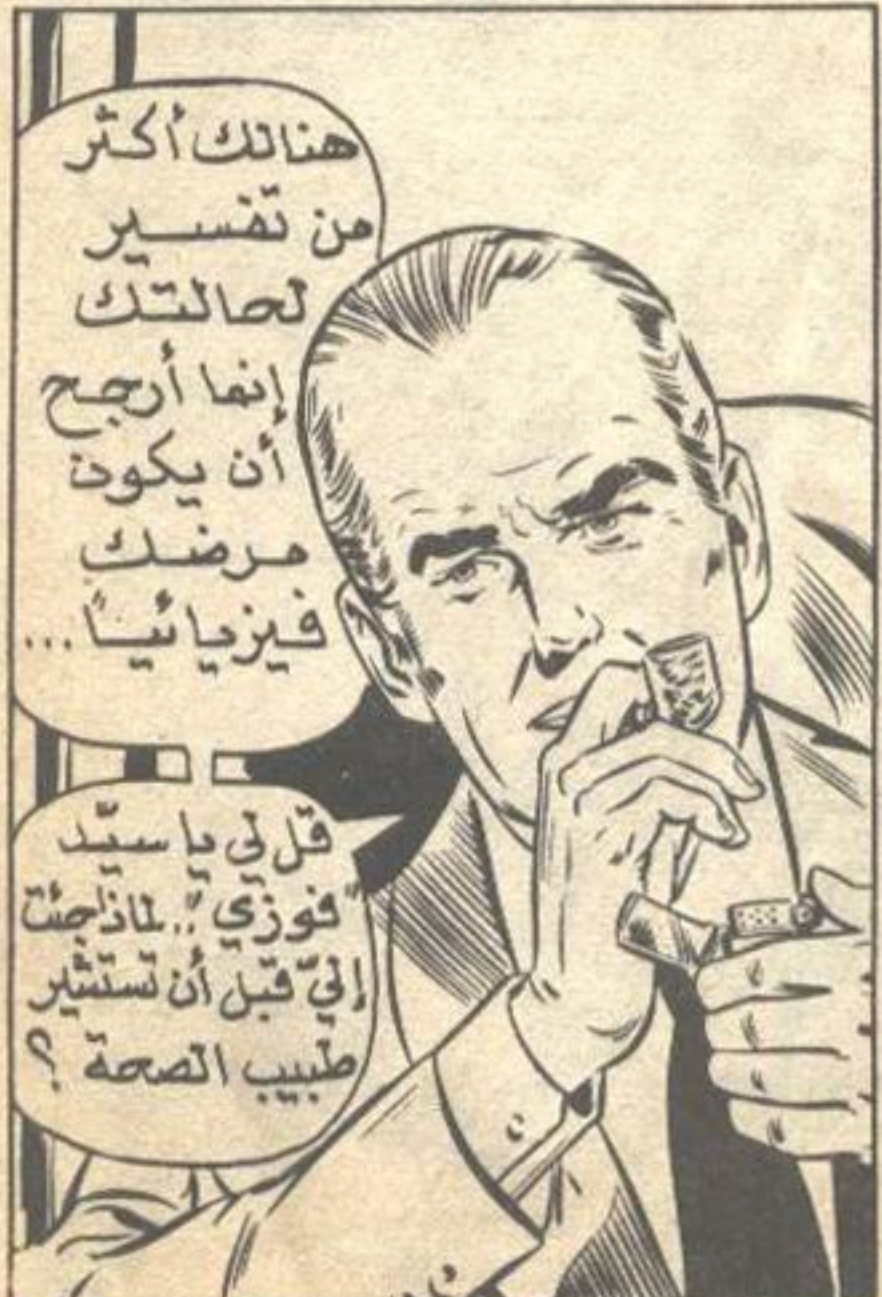 هنالك أكثر
من تفسير
لحالتك
إنما أرجح
أن يكون
مرضك
فيزيائياً...
قل لي يا سيّد
"فوزي".. لماذا جئت
إليّ قبل أن تستشير
طبيب الصحة ؟